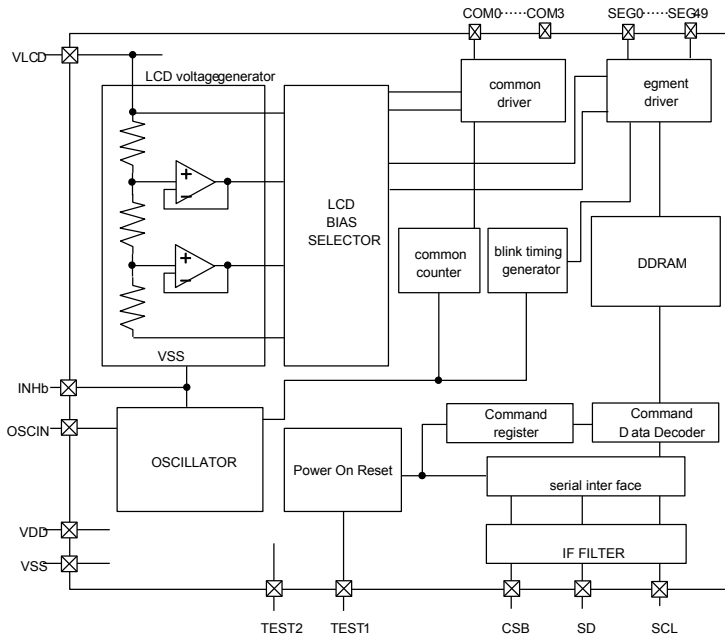 COM0······COM3
SEG0······SEG49
VLCD
LCD voltagegenerator
common
driver
egment
driver
LCD
BIAS
SELECTOR
common
counter
blink timing
generator
DDRAM
VSS
INHb
OSCIN
OSCILLATOR
Power On Reset
Command
register
Command
D ata Decoder
serial inter face
IF FILTER
VDD
VSS
TEST2
TEST1
CSB
SD
SCL